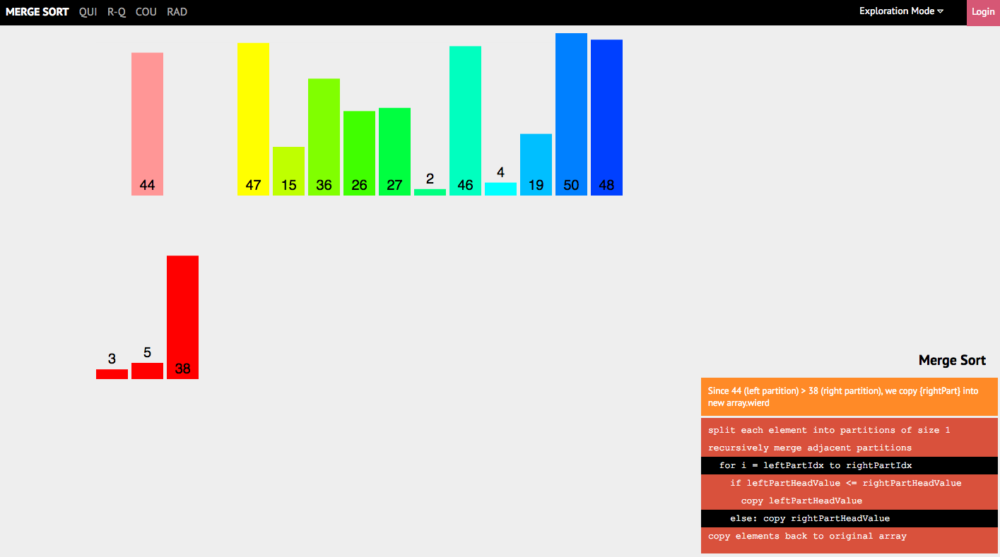 MERGE SORT QUI R-Q COU RAD Exploration Mode Login
44 47 15 36 26 27 2 46 4 19 50 48
3 5 38
Merge Sort
Since 44 (left partition) > 38 (right partition), we copy {rightPart} into
new array.wierd
split each element into partitions of size 1
recursively merge adjacent partitions
for i = leftPartIdx to rightPartIdx
if leftPartHeadValue <= rightPartHeadValue
copy leftPartHeadValue
else: copy rightPartHeadValue
copy elements back to original array